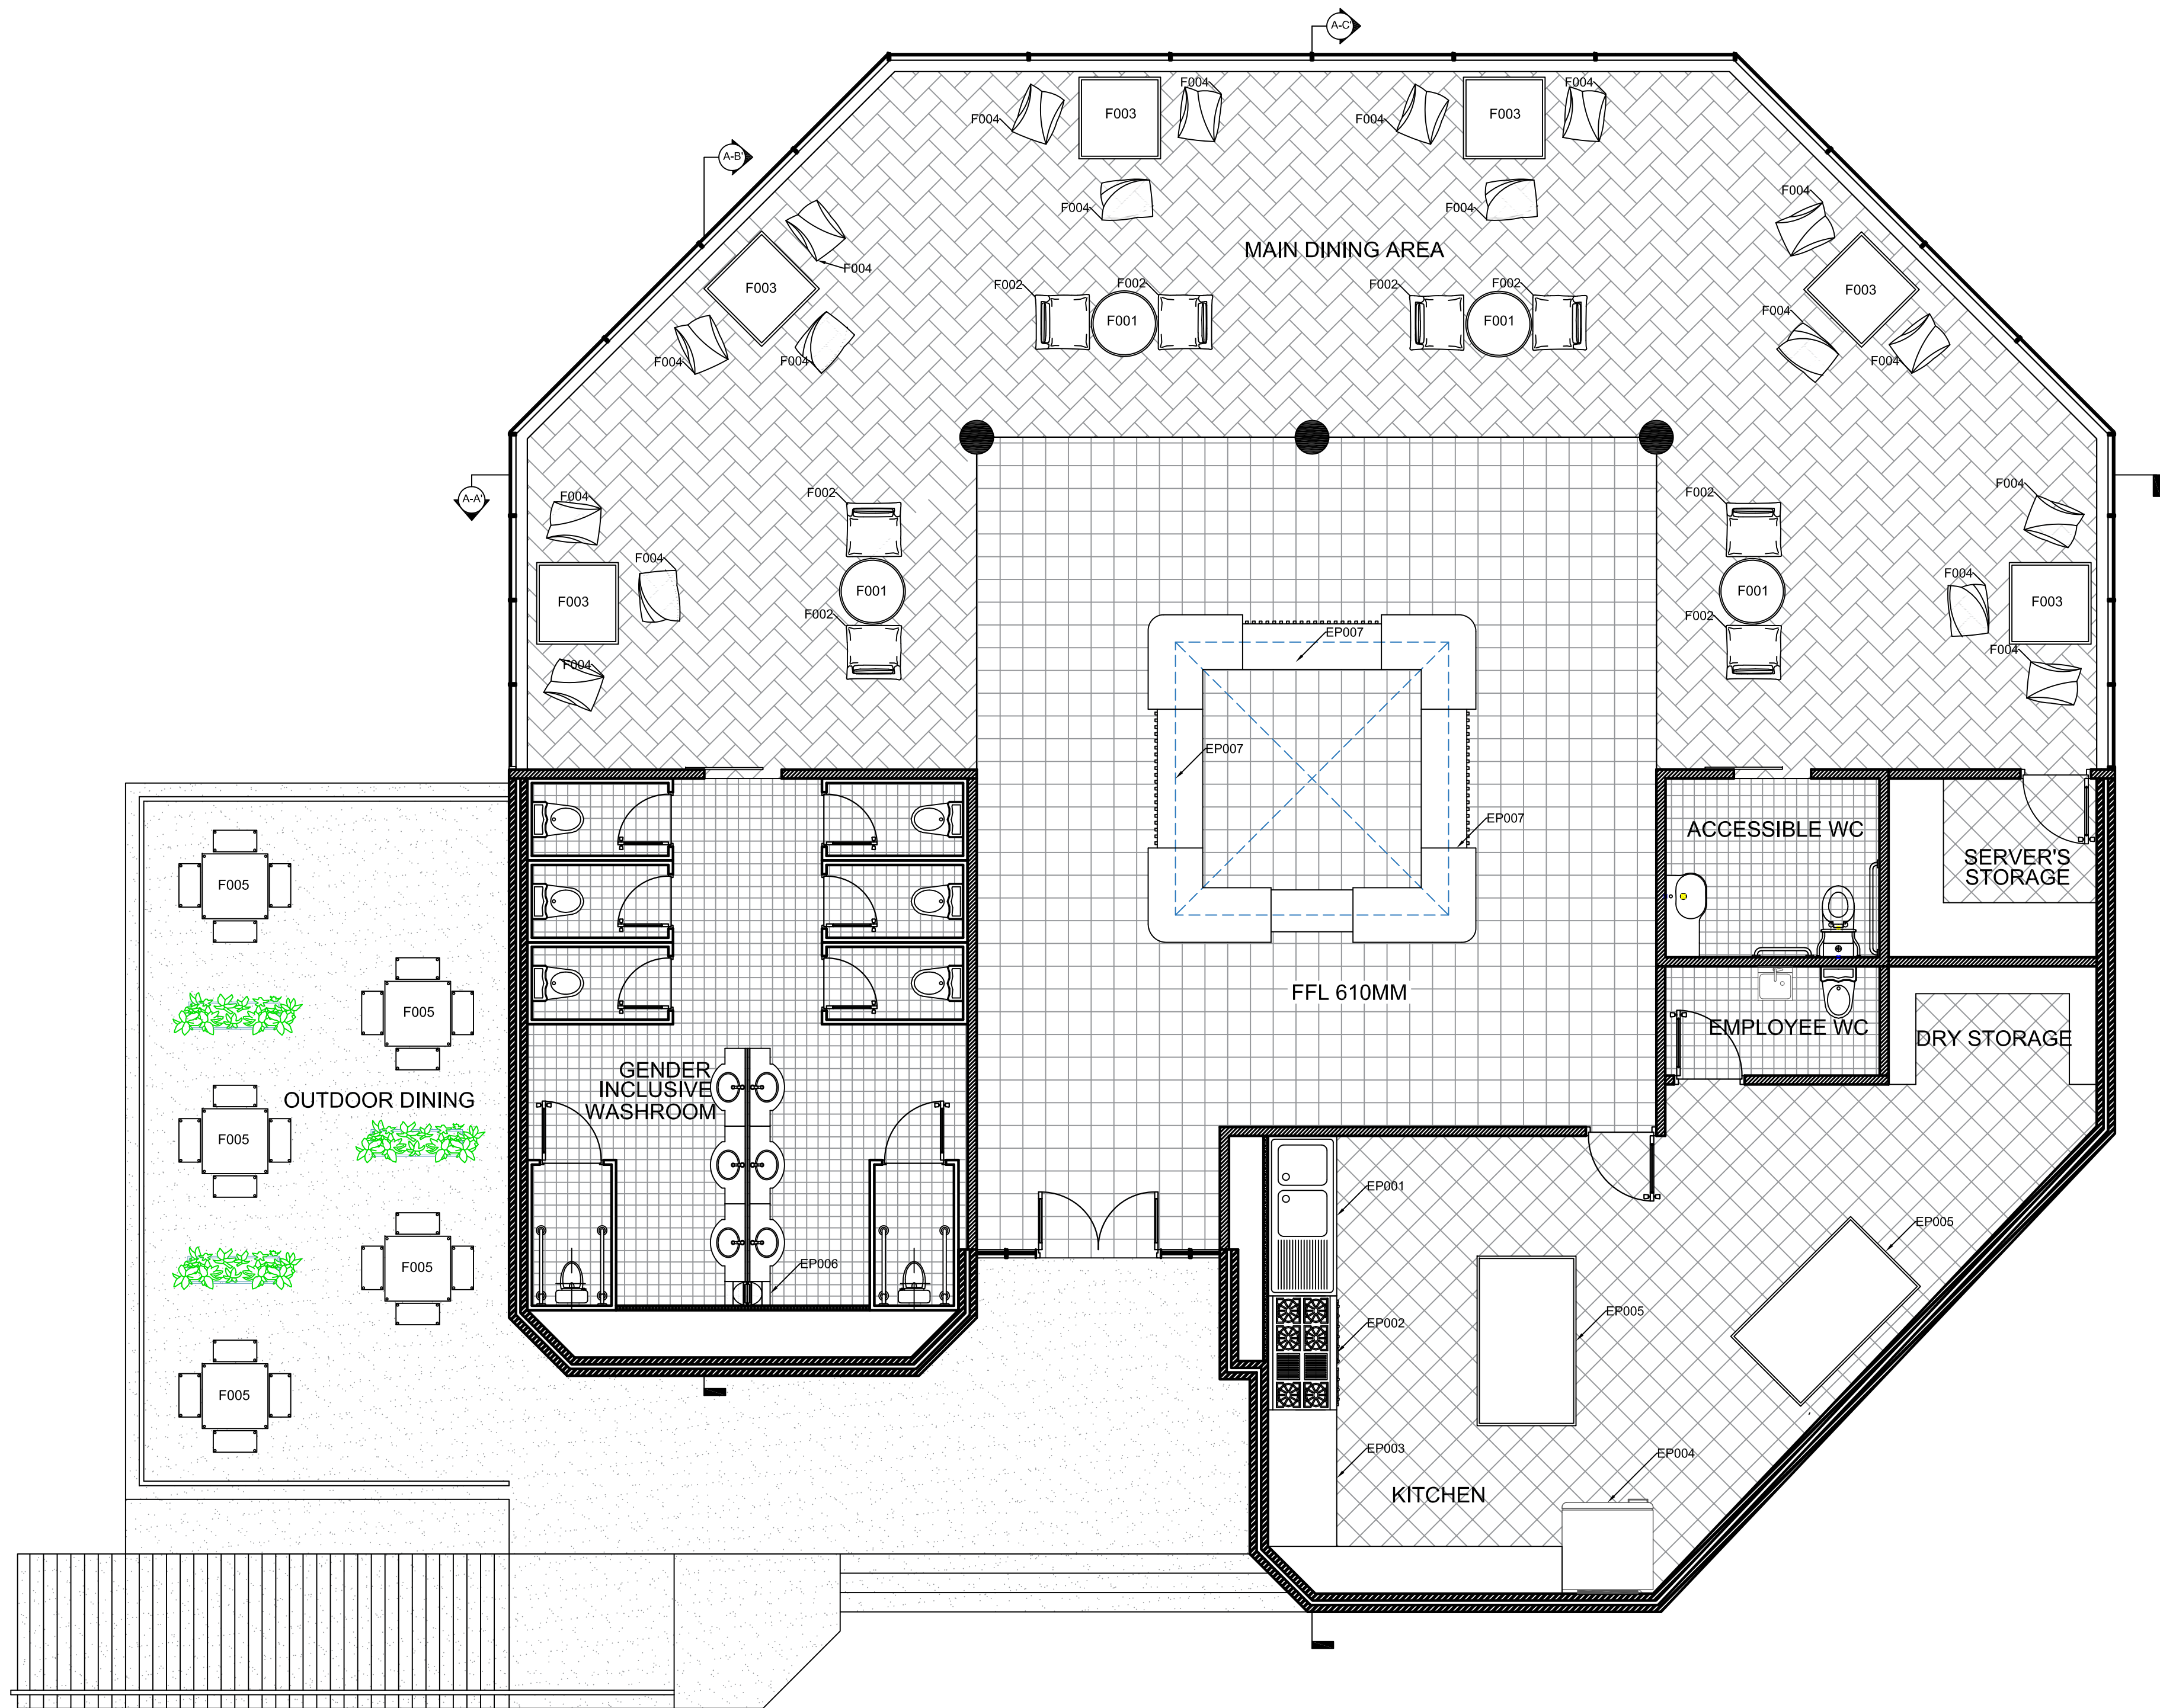 A-C'
F004
F004
F003
F003
F004
F004
A-B'
F004
F004
F004
MAIN DINING AREA
F004
F003
F003
F002
F002
F002
F002
F001
F001
F004
F004
F004
F004
A-A'
F004
F002
F002
F004
F004
F004
F003
F001
F001
F003
F002
F002
F004
F004
EP007
EP007
EP007
ACCESSIBLE WC
SERVER'S
STORAGE
F005
FFL 610MM
F005
EMPLOYEE WC
DRY STORAGE
GENDER
INCLUSIVE
WASHROOM
OUTDOOR DINING
F005
EP001
EP005
F005
EP006
EP005
EP002
F005
EP003
EP004
KITCHEN